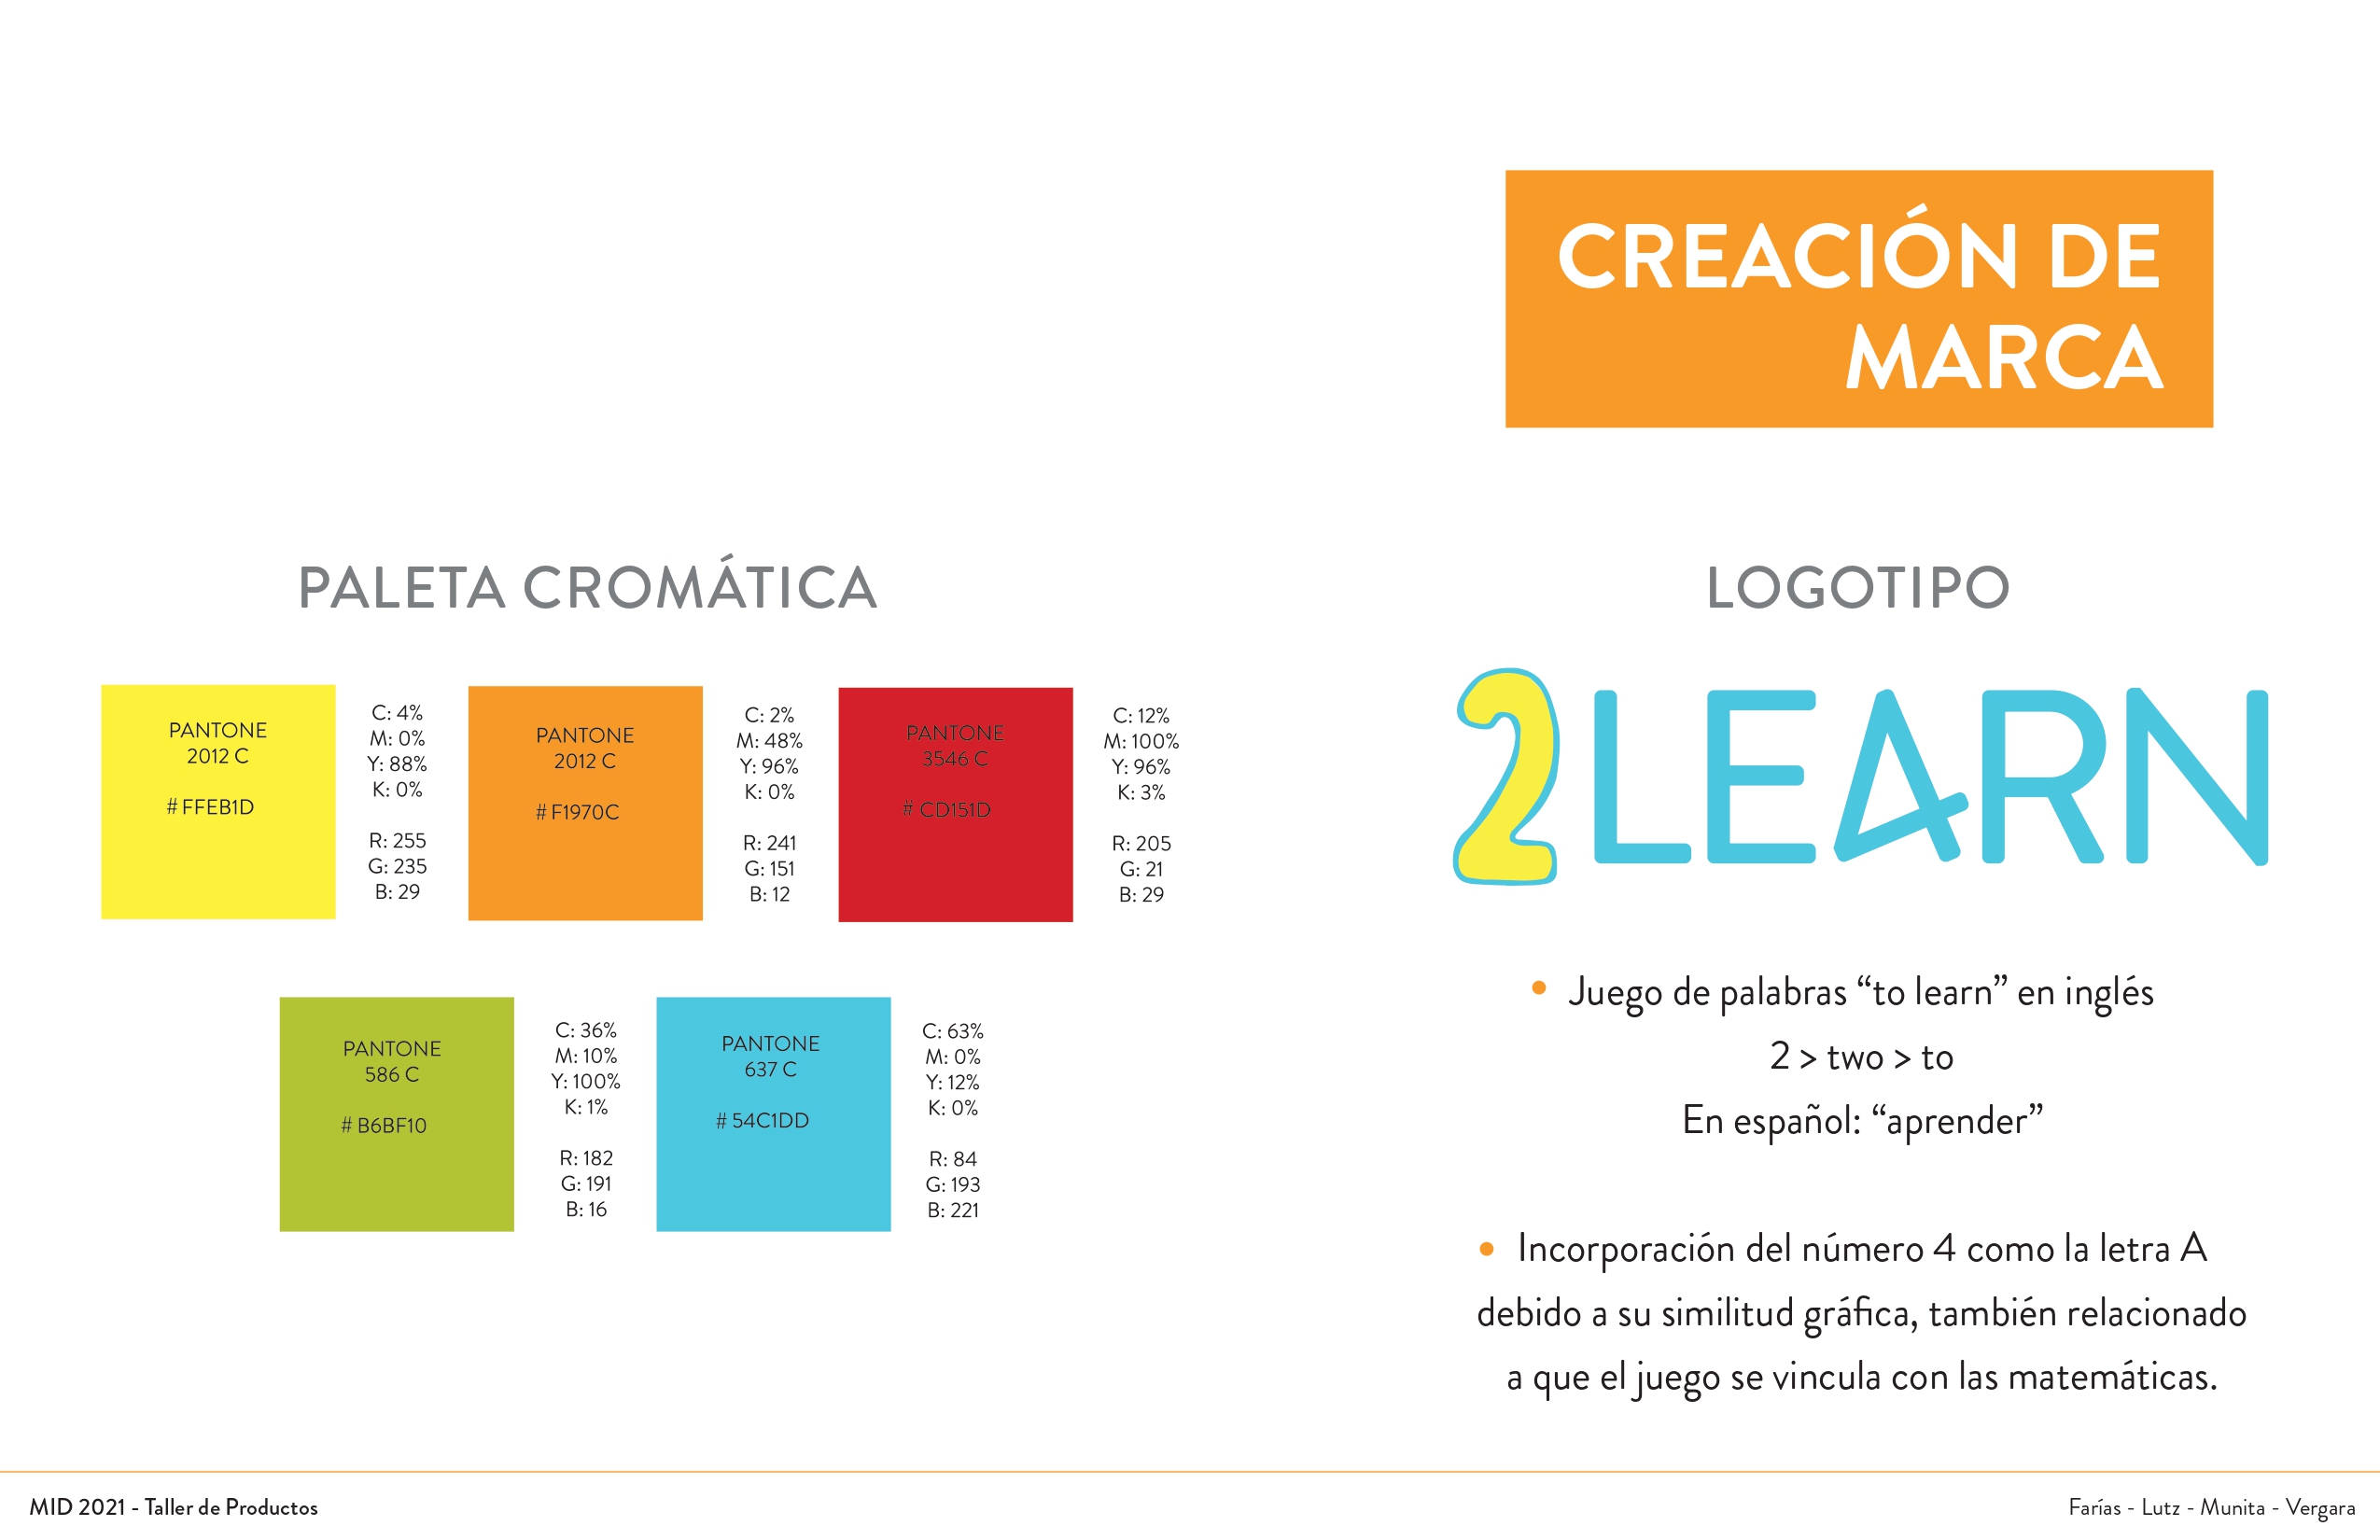 CREACIÓN DE
MARCA
PALETA CROMÁTICA
PANTONE
2012 C
# FFEB1D
C: 4%
M: 0%
Y: 88%
K: 0%
R: 255
G: 235
B: 29
PANTONE
2012 C
# F1970C
C: 2%
M: 48%
Y: 96%
K: 0%
R: 241
G: 151
B: 12
PANTONE
3546 C
# CD151D
C: 12%
M: 100%
Y: 96%
K: 3%
R: 205
G: 21
B: 29
PANTONE
586 C
# B6BF10
C: 36%
M: 10%
Y: 100%
K: 1%
R: 182
G: 191
B: 16
PANTONE
637 C
# 54C1DD
C: 63%
M: 0%
Y: 12%
K: 0%
R: 84
G: 193
B: 221
LOGOTIPO
2LE4RN
• Juego de palabras “to learn” en inglés
2 > two > to
En español: “aprender”
• Incorporación del número 4 como la letra A
debido a su similitud gráfica, también relacionado
a que el juego se vincula con las matemáticas.
MID 2021 - Taller de Productos
Farías - Lutz - Munita - Vergara